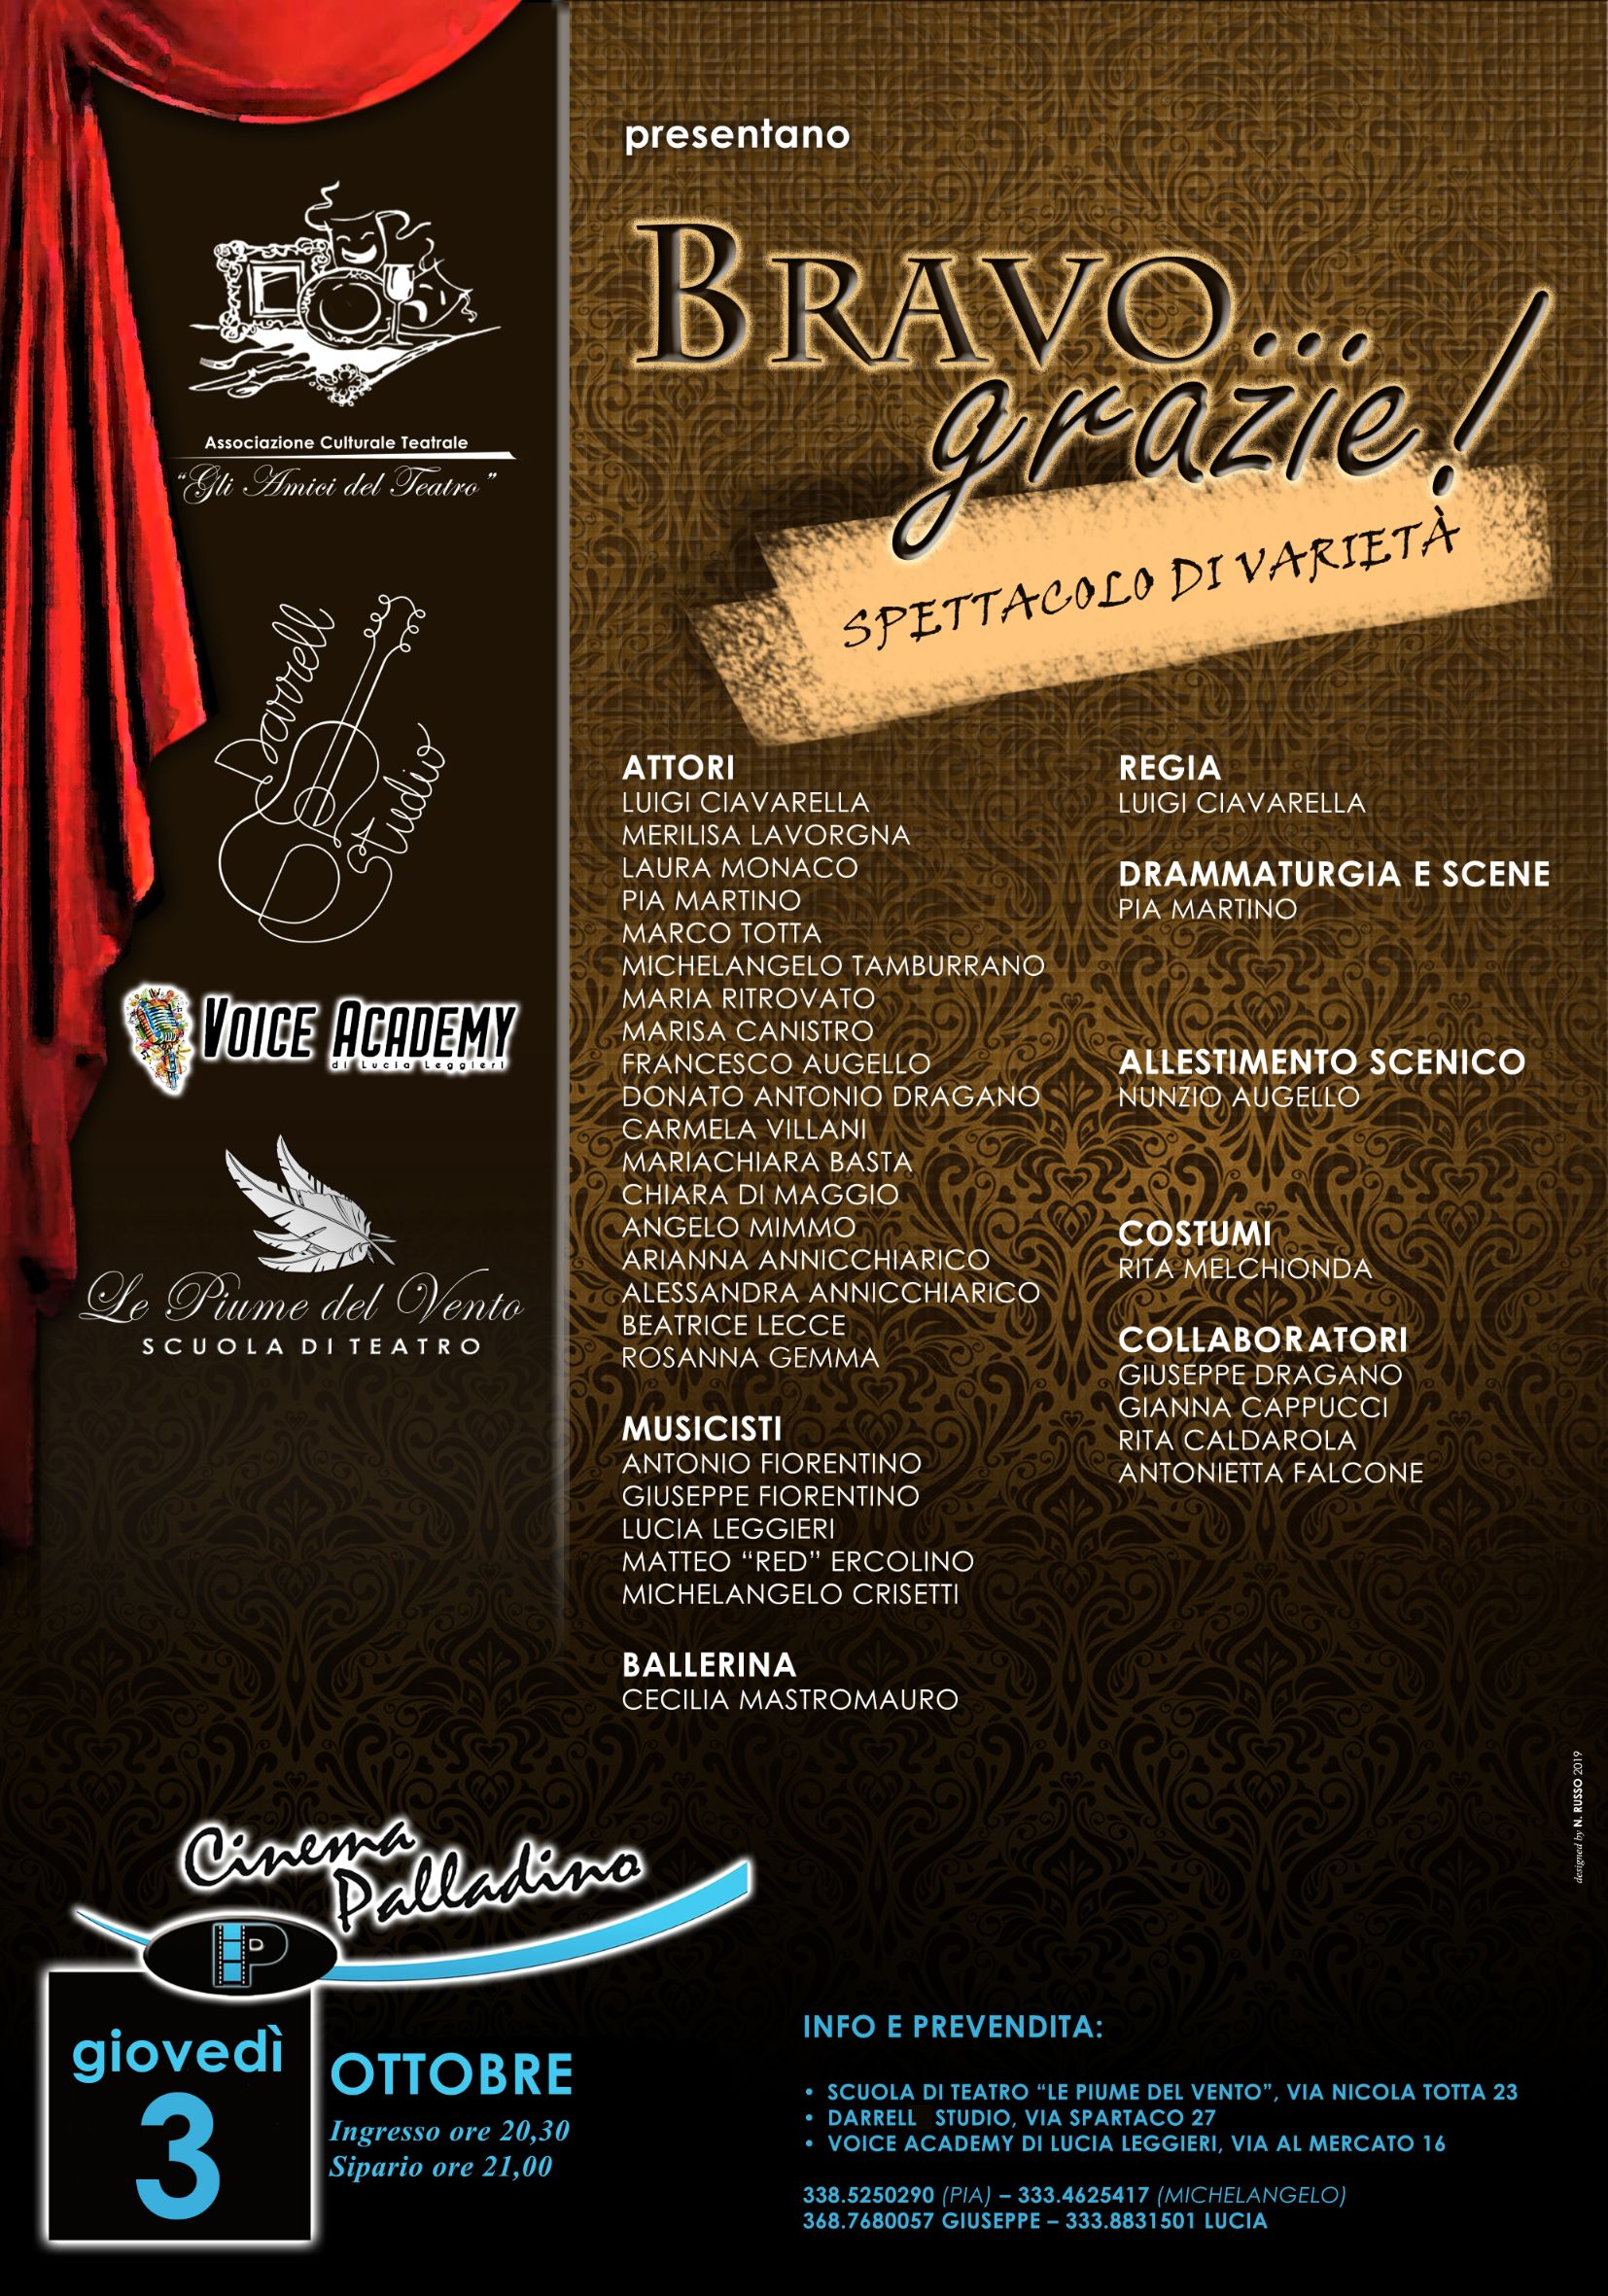 presentano
BRAVO...
grazie!
SPETTACOLO DI VARIETÀ
Associazione Culturale Teatrale
"Gli Amici del Teatro"
Darrell
Studio
VOICE ACADEMY
di Lucia Leggieri
Le Piume del Vento
SCUOLA DI TEATRO
ATTORI
LUIGI CIAVARELLA
MERILISA LAVORGNA
LAURA MONACO
PIA MARTINO
MARCO TOTTA
MICHELANGELO TAMBURRANO
MARIA RITROVATO
MARISA CANISTRO
FRANCESCO AUGELLO
DONATO ANTONIO DRAGANO
CARMELA VILLANI
MARIACHIARA BASTA
CHIARA DI MAGGIO
ANGELO MIMMO
ARIANNA ANNICCHIARICO
ALESSANDRA ANNICCHIARICO
BEATRICE LECCE
ROSANNA GEMMA
MUSICISTI
ANTONIO FIORENTINO
GIUSEPPE FIORENTINO
LUCIA LEGGIERI
MATTEO “RED” ERCOLINO
MICHELANGELO CRISETTI
BALLERINA
CECILIA MASTROMAURO
REGIA
LUIGI CIAVARELLA
DRAMMATURGIA E SCENE
PIA MARTINO
ALLESTIMENTO SCENICO
NUNZIO AUGELLO
COSTUMI
RITA MELCHIONDA
COLLABORATORI
GIUSEPPE DRAGANO
GIANNA CAPPUCCI
RITA CALDAROLA
ANTONIETTA FALCONE
designed by N. RUSSO 2019
Cinema
Palladino
P
giovedì
3
OTTOBRE
Ingresso ore 20,30
Sipario ore 21,00
INFO E PREVENDITA:
• SCUOLA DI TEATRO “LE PIUME DEL VENTO”, VIA NICOLA TOTTA 23
• DARRELL STUDIO, VIA SPARTACO 27
• VOICE ACADEMY DI LUCIA LEGGIERI, VIA AL MERCATO 16
338.5250290 (PIA) – 333.4625417 (MICHELANGELO)
368.7680057 GIUSEPPE – 333.8831501 LUCIA